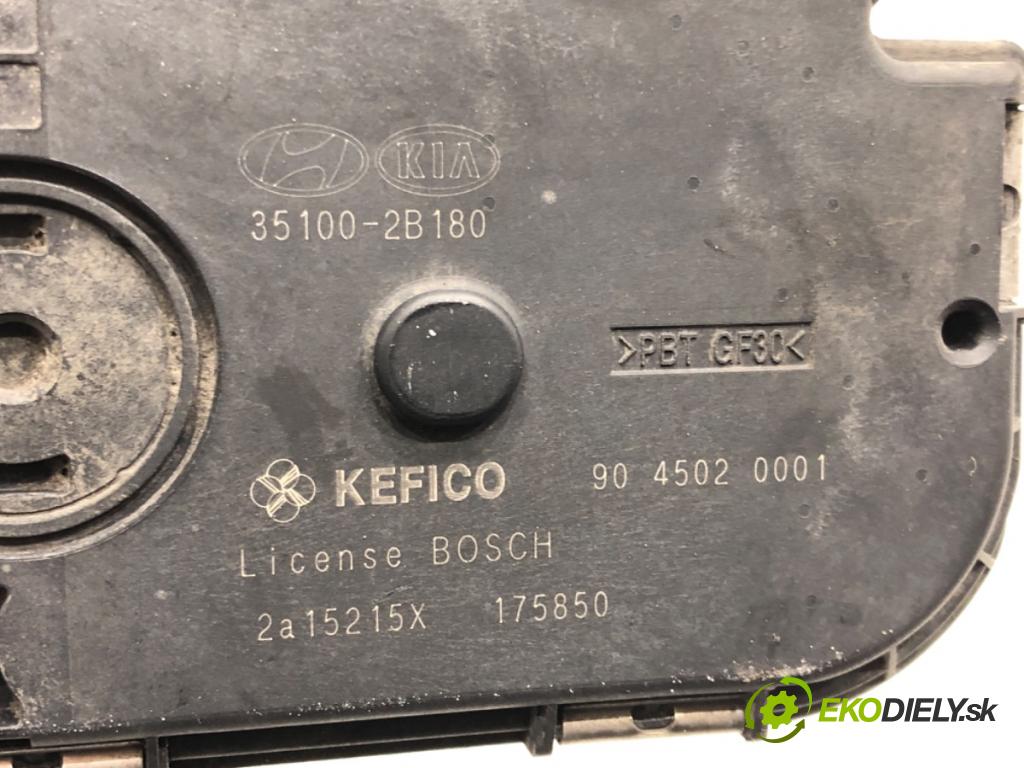 KIA
35100-2B180
>PBT GF30<
KEFICO 90 4502 0001
License BOSCH
2a15215X 175850
EKODIELY.sk